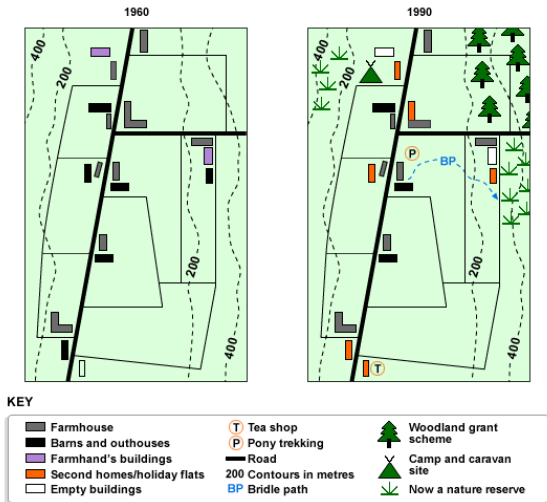 1960
1990
400
200
200
400
400
200
P
BP
200
400
T
KEY
Farmhouse
Barns and outhouses
Farmhand's buildings
Second homes/holiday flats
Empty buildings
T Tea shop
P Pony trekking
Road
200 Contours in metres
BP Bridle path
Woodland grant
scheme
Camp and caravan
site
Now a nature reserve